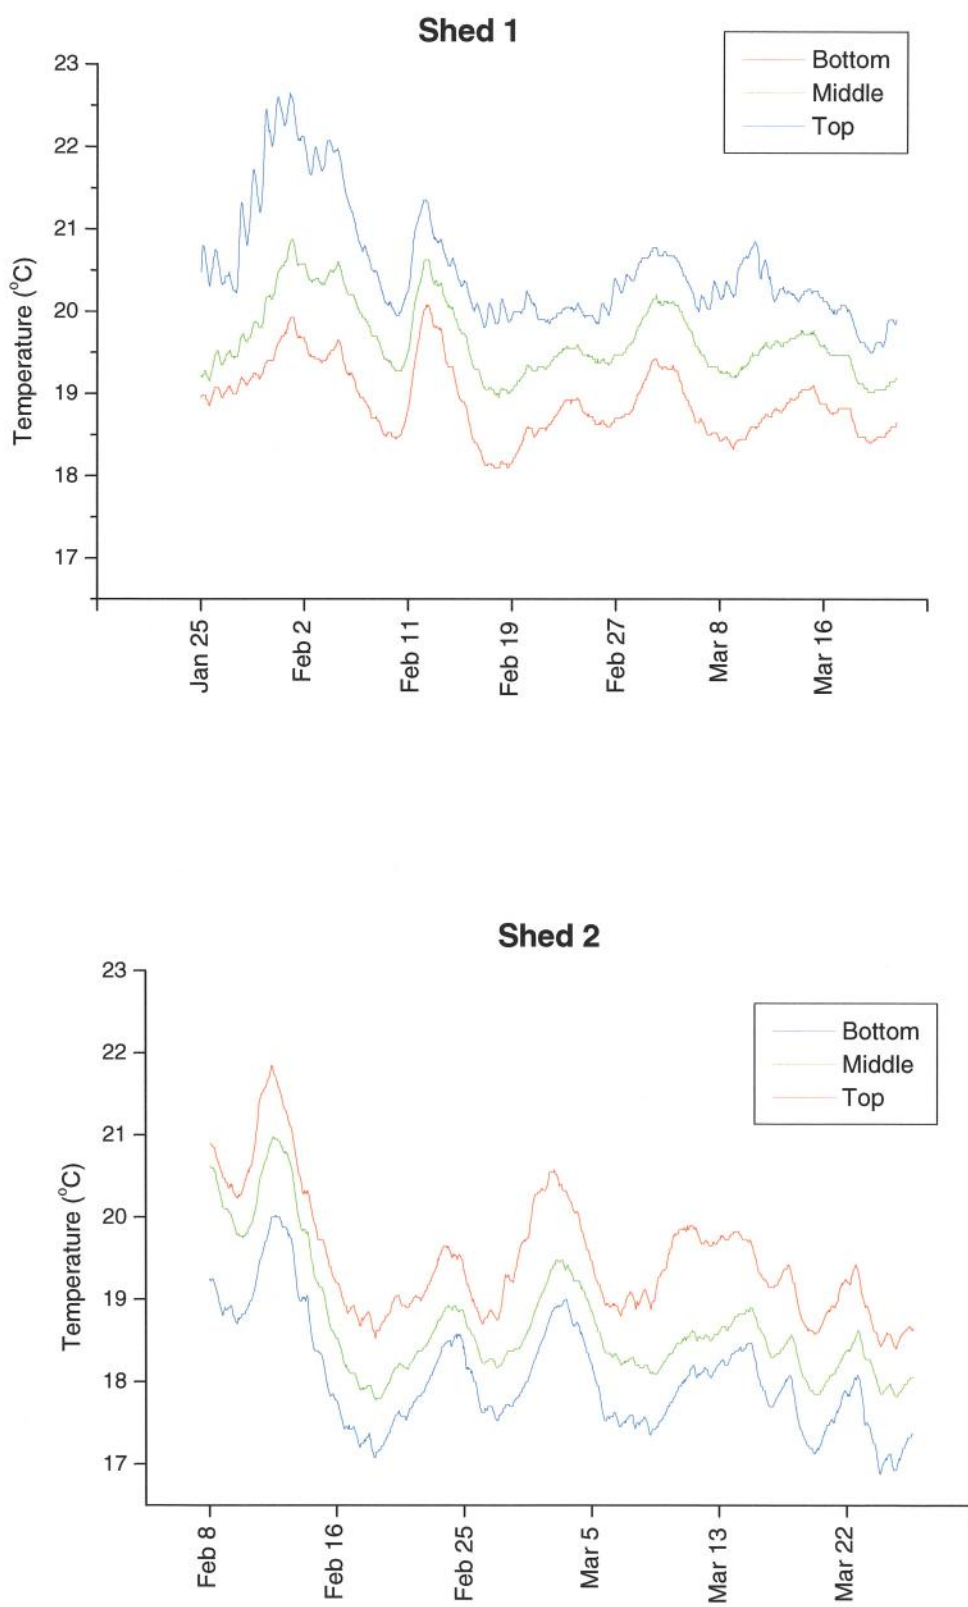 Shed 1
Bottom
Middle
Top
23
22
21
20
19
18
17
Temperature (°C)
Jan 25
Feb 2
Feb 11
Feb 19
Feb 27
Mar 8
Mar 16
Shed 2
Bottom
Middle
Top
23
22
21
20
19
18
17
Temperature (°C)
Feb 8
Feb 16
Feb 25
Mar 5
Mar 13
Mar 22